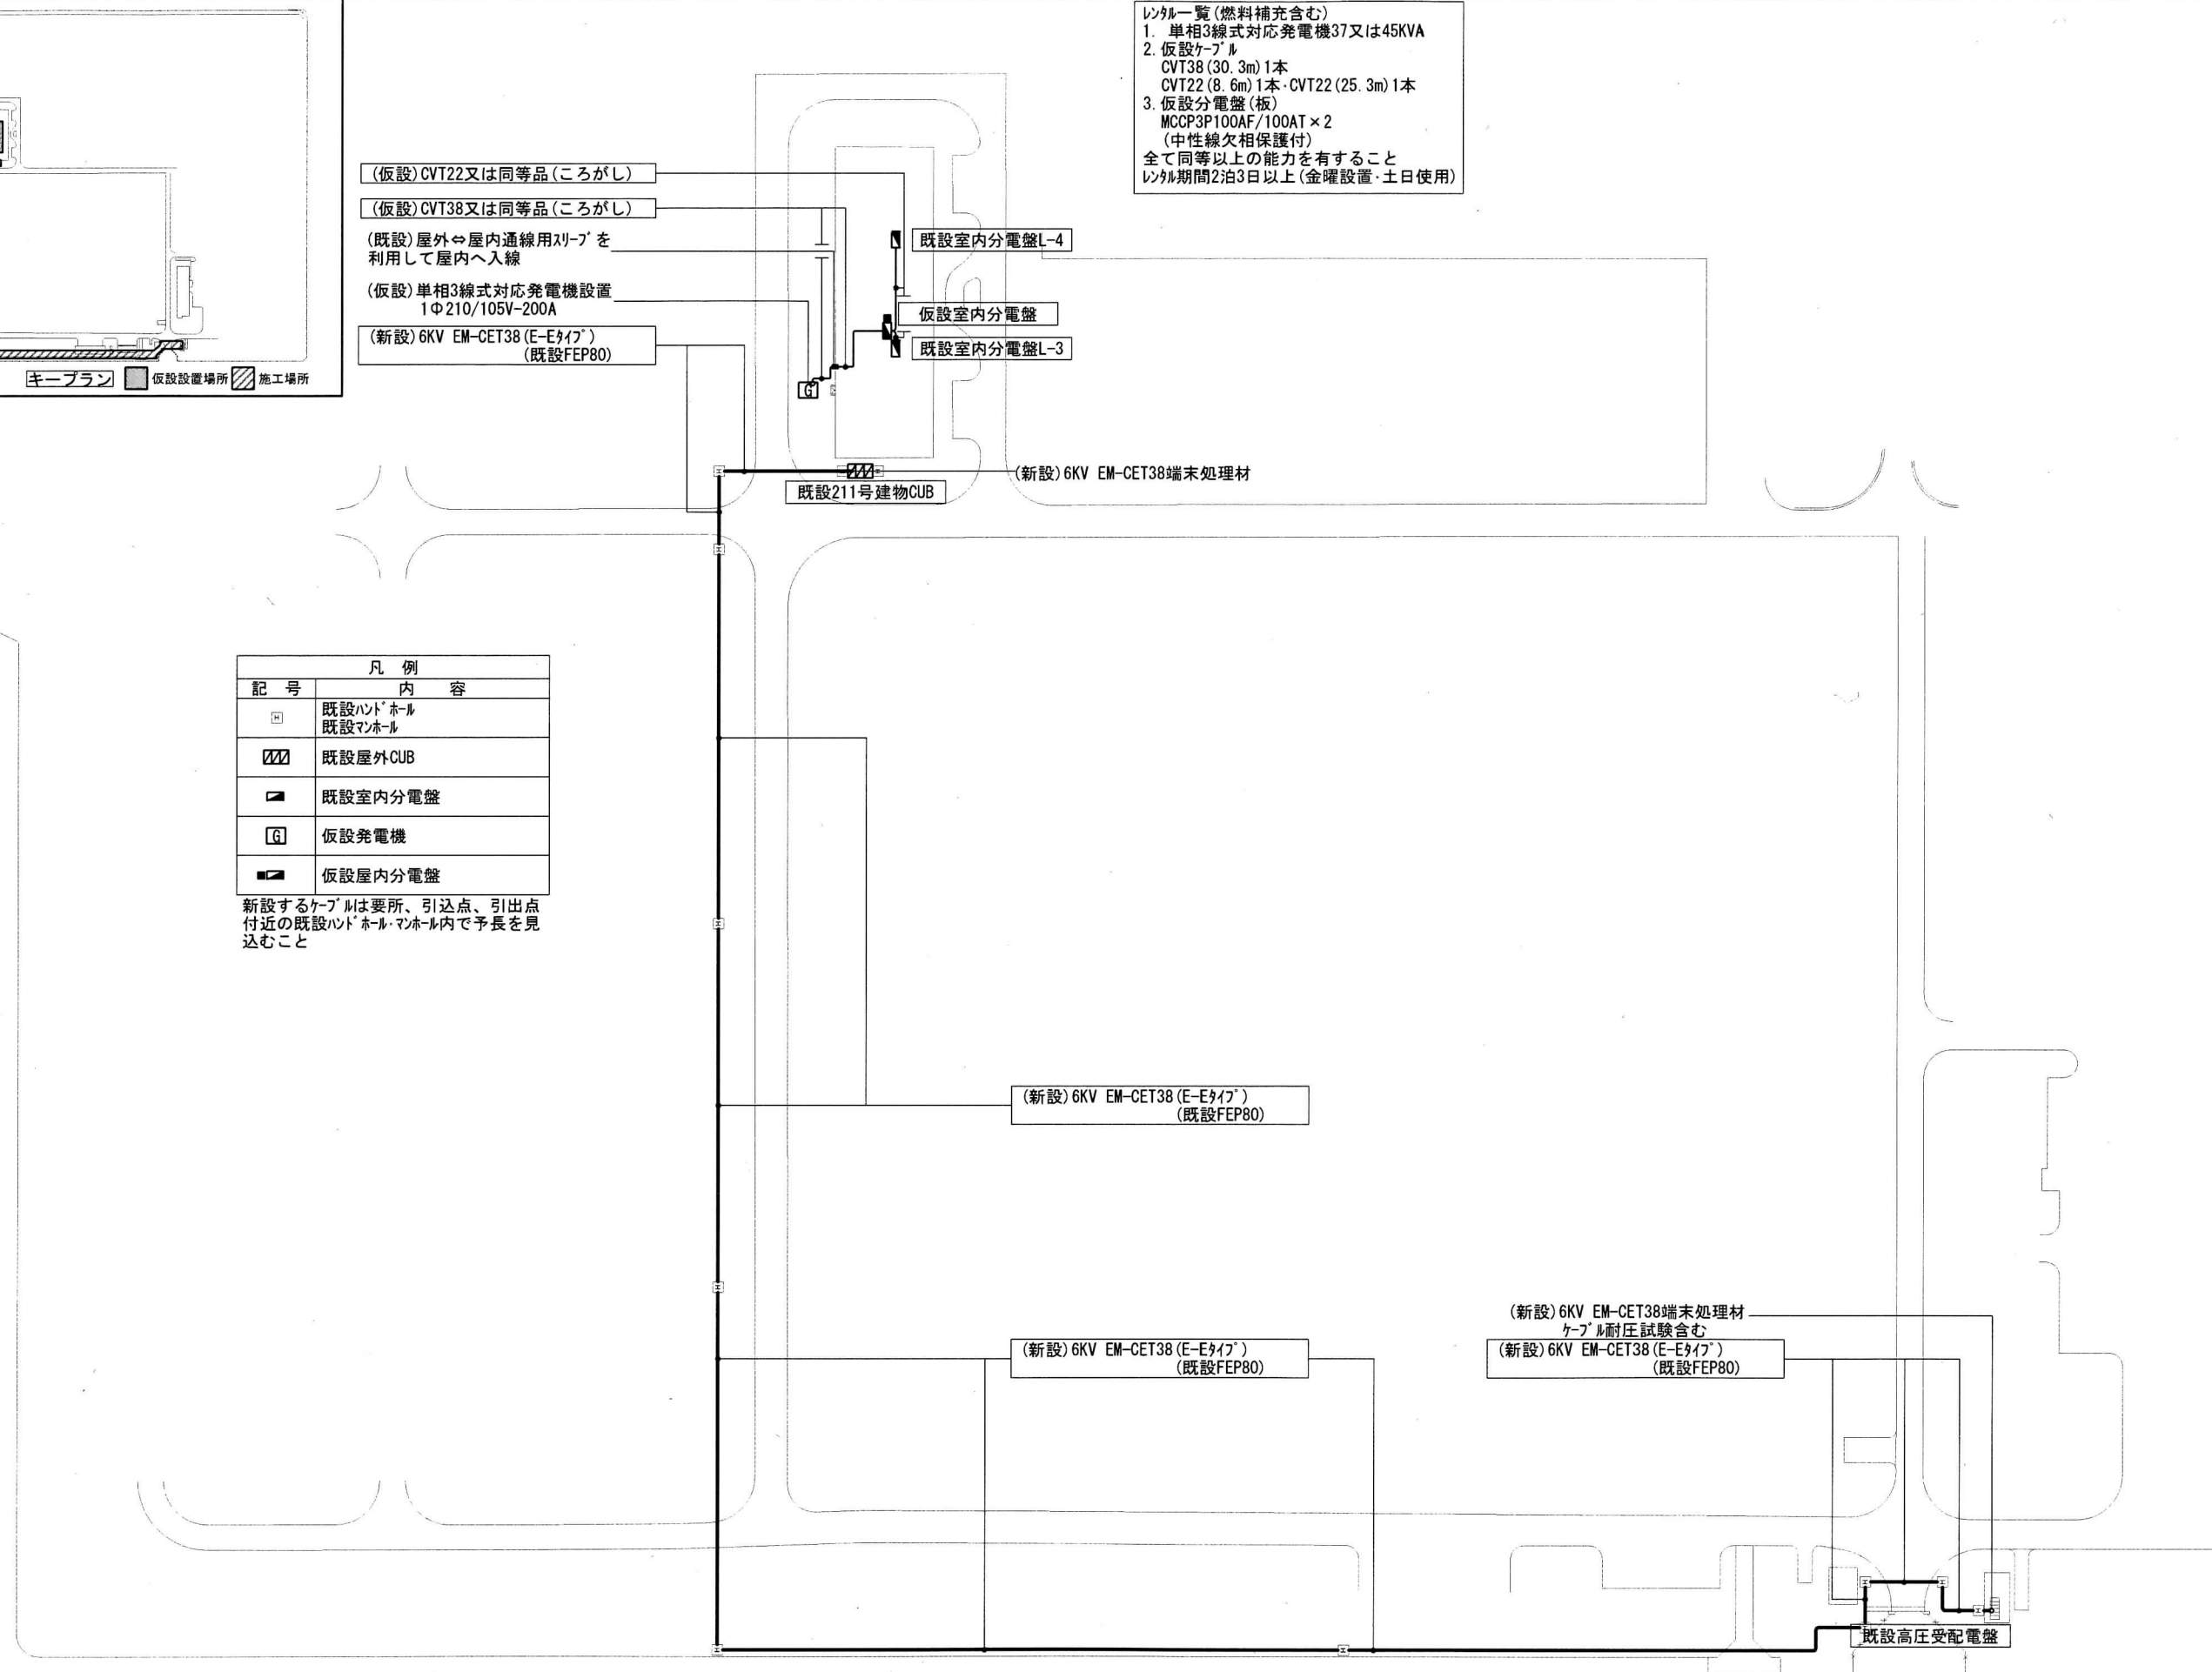 レンタル一覧(燃料補充含む)
1. 単相3線式対応発電機37又は45KVA
2. 仮設ケーブル
CVT38(30.3m)1本
CVT22(8.6m)1本・CVT22(25.3m)1本
3. 仮設分電盤(板)
MCCP3P100AF/100AT×2
(中性線欠相保護付)
全て同等以上の能力を有すること
レンタル期間2泊3日以上(金曜設置・土日使用)
(仮設)CVT22又は同等品(ころがし)
(仮設)CVT38又は同等品(ころがし)
(既設)屋外⇔屋内通線用スリーブを
利用して屋内へ入線
(仮設)単相3線式対応発電機設置
1Φ210/105V-200A
(新設)6KV EM-CET38(E-Eタイプ)
(既設FEP80)
既設室内分電盤L-4
仮設室内分電盤
既設室内分電盤L-3
G
キープラン 仮設設置場所 施工場所
(新設)6KV EM-CET38端末処理材
既設211号建物CUB
凡 例
記 号 内 容
H 既設ハンドホール
既設マンホール
既設屋外CUB
既設室内分電盤
G 仮設発電機
仮設屋内分電盤
新設するケーブルは要所、引込点、引出点
付近の既設ハンドホール・マンホール内で予長を見
込むこと
(新設)6KV EM-CET38(E-Eタイプ)
(既設FEP80)
(新設)6KV EM-CET38(E-Eタイプ)
(既設FEP80)
(新設)6KV EM-CET38端末処理材
ケーブル耐圧試験含む
(新設)6KV EM-CET38(E-Eタイプ)
(既設FEP80)
既設高圧受配電盤